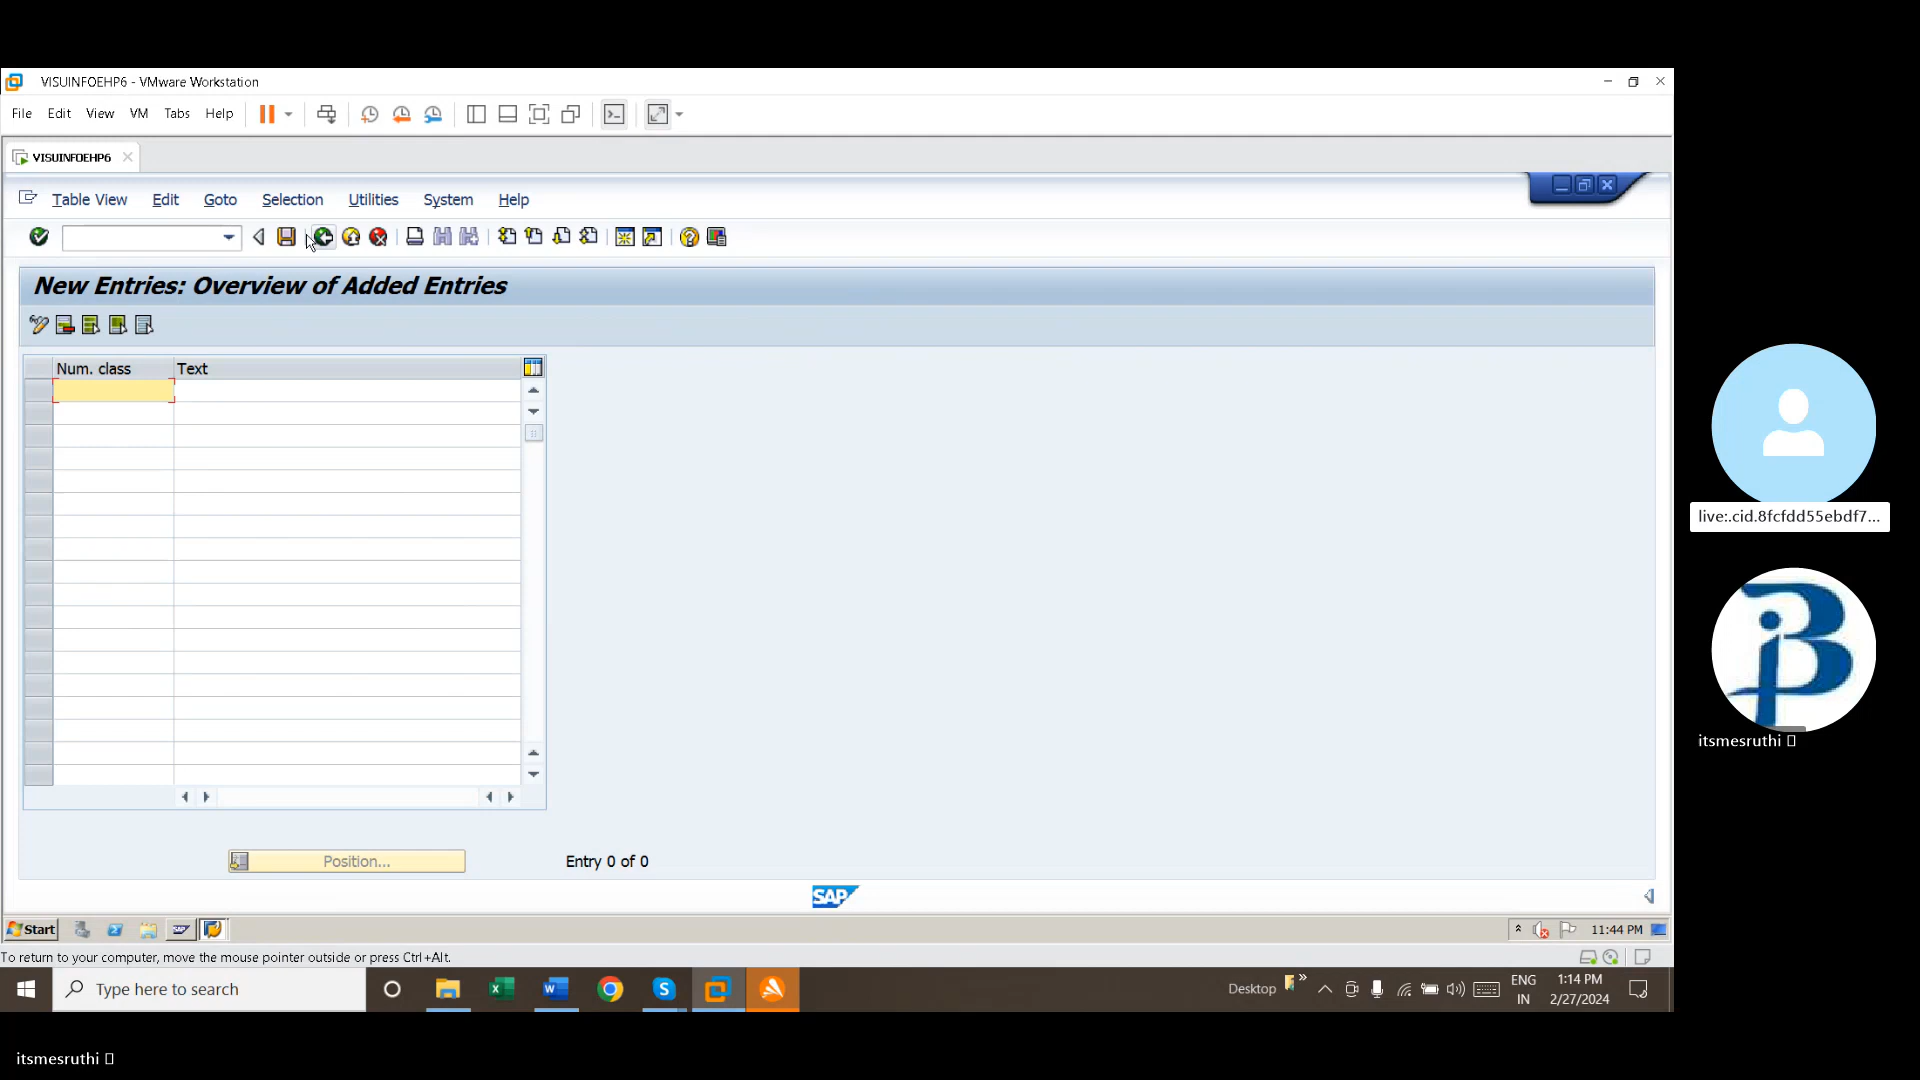 VISUINFOEHP6 - VMware Workstation
File Edit View VM Tabs Help
VISUINFOEHP6
Table View Edit Goto Selection Utilities System Help
New Entries: Overview of Added Entries
Num. class Text
Position...
Entry 0 of 0
SAP
Start
11:44 PM
To return to your computer, move the mouse pointer outside or press Ctrl+Alt.
Type here to search
Desktop
ENG
IN
1:14 PM
2/27/2024
live:.cid.8fcfdd55ebdf7...
itsmesruthi
itsmesruthi